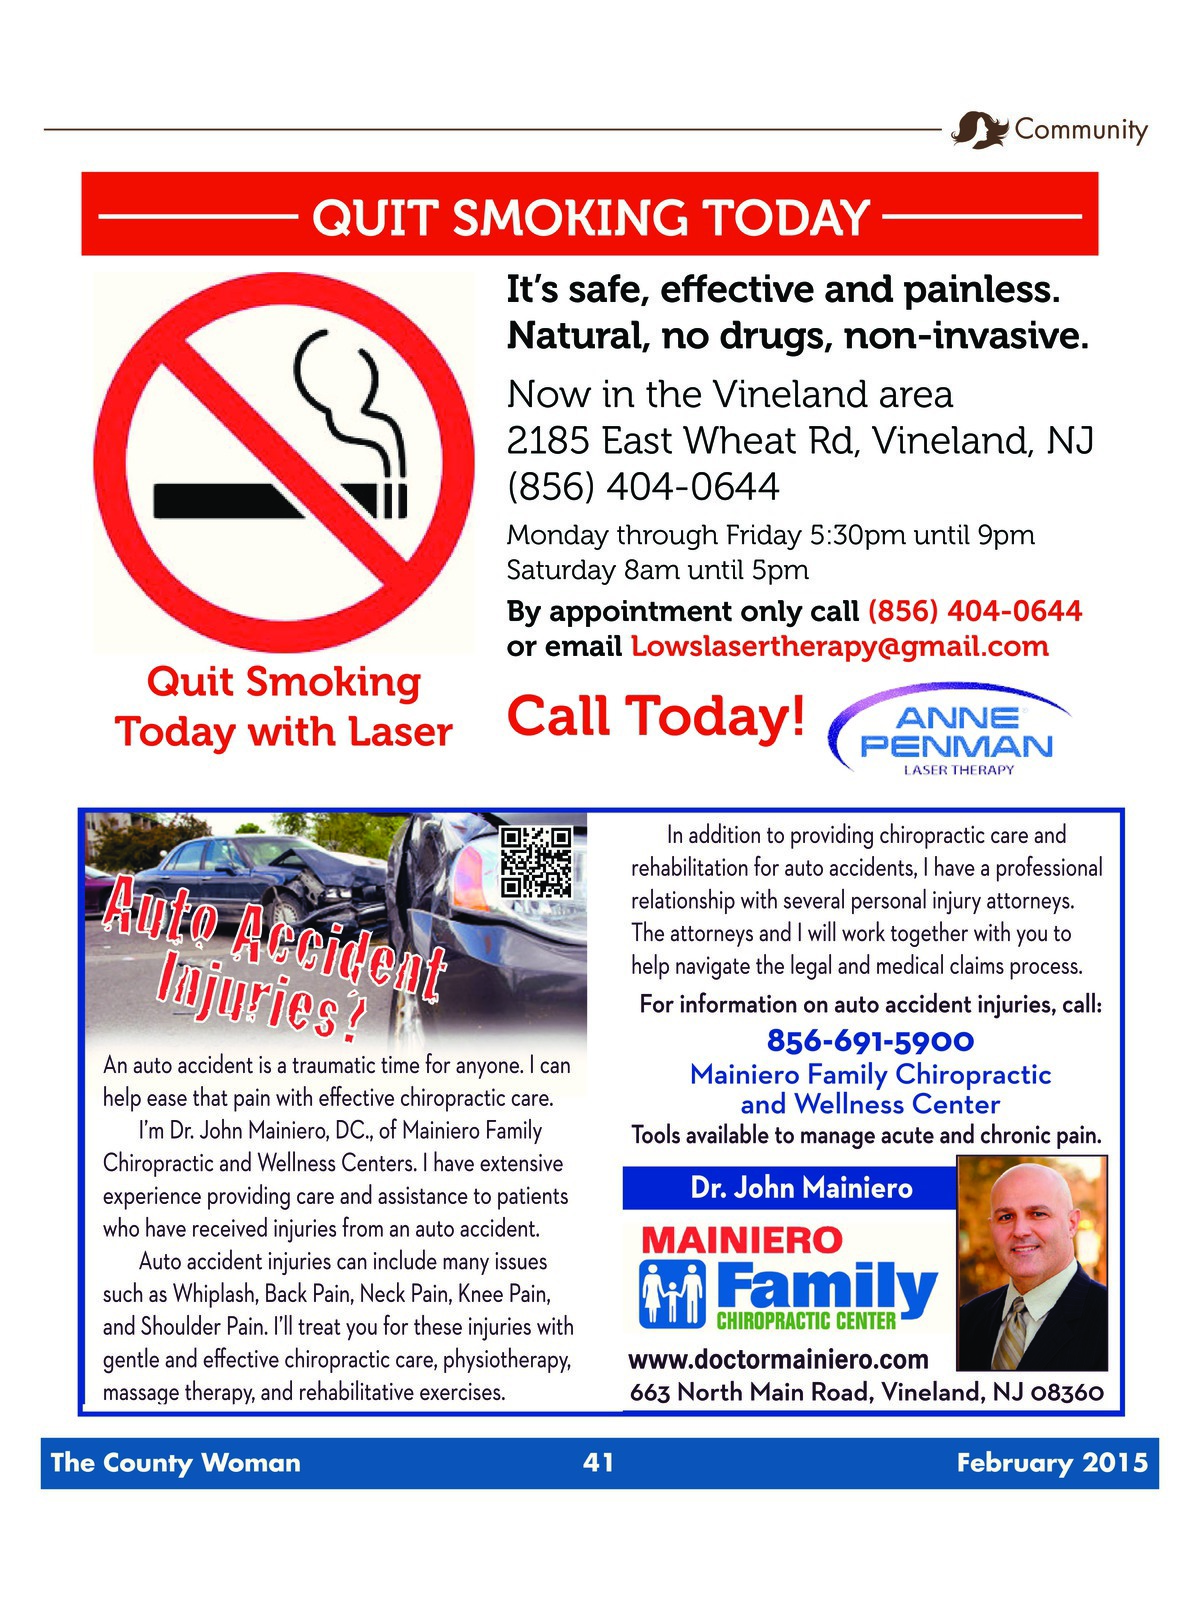 Community
QUIT SMOKING TODAY
It's safe, effective and painless.
Natural, no drugs, non-invasive.
Now in the Vineland area
2185 East Wheat Rd, Vineland, NJ
(856) 404-0644
Monday through Friday 5:30pm until 9pm
Saturday 8am until 5pm
By appointment only call (856) 404-0644
or email Lowslasertherapy@gmail.com
Quit Smoking
Today with Laser
Call Today!
ANNE
PENMAN
LASER THERAPY
Auto Accident
Injuries?
An auto accident is a traumatic time for anyone. I can
help ease that pain with effective chiropractic care.
I'm Dr. John Mainiero, DC., of Mainiero Family
Chiropractic and Wellness Centers. I have extensive
experience providing care and assistance to patients
who have received injuries from an auto accident.
Auto accident injuries can include many issues
such as Whiplash, Back Pain, Neck Pain, Knee Pain,
and Shoulder Pain. I'll treat you for these injuries with
gentle and effective chiropractic care, physiotherapy,
massage therapy, and rehabilitative exercises.
In addition to providing chiropractic care and
rehabilitation for auto accidents, I have a professional
relationship with several personal injury attorneys.
The attorneys and I will work together with you to
help navigate the legal and medical claims process.
For information on auto accident injuries, call:
856-691-5900
Mainiero Family Chiropractic
and Wellness Center
Tools available to manage acute and chronic pain.
Dr. John Mainiero
MAINIERO
Family
CHIROPRACTIC CENTER
www.doctormainiero.com
663 North Main Road, Vineland, NJ 08360
The County Woman 41 February 2015